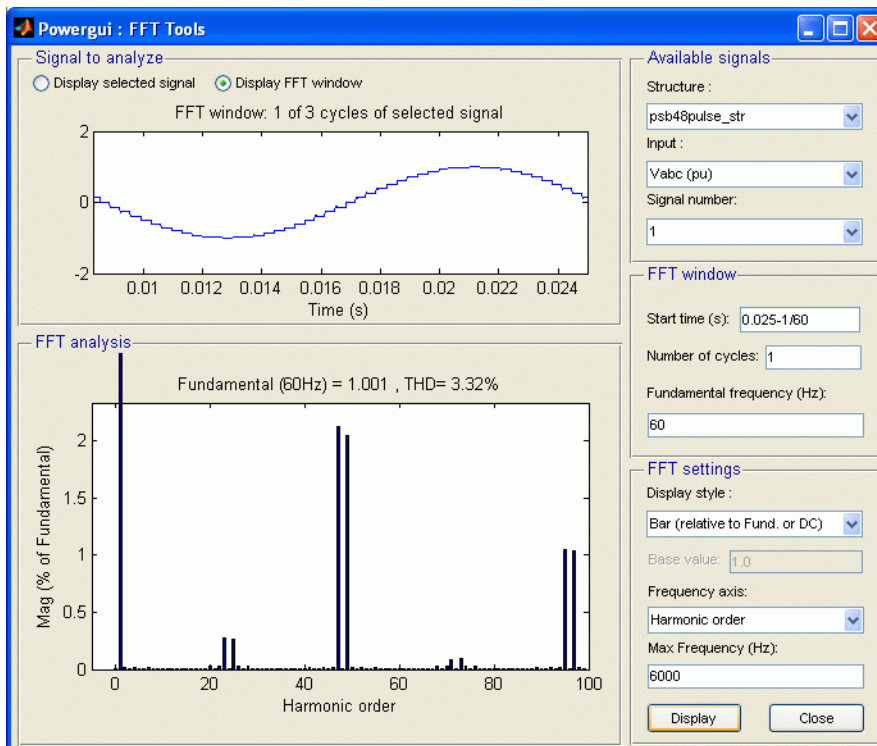 Powergui : FFT Tools
Signal to analyze
Display selected signal
Display FFT window
FFT window: 1 of 3 cycles of selected signal
2
0
-2
0.01 0.012 0.014 0.016 0.018 0.02 0.022 0.024
Time (s)
FFT analysis
Fundamental (60Hz) = 1.001 , THD= 3.32%
Mag (% of Fundamental)
2
1.5
1
0.5
0
0 20 40 60 80 100
Harmonic order
Available signals
Structure :
psb48pulse_str
Input :
Vabc (pu)
Signal number:
1
FFT window
Start time (s): 0.025-1/60
Number of cycles: 1
Fundamental frequency (Hz):
60
FFT settings
Display style :
Bar (relative to Fund. or DC)
Base value: 1.0
Frequency axis:
Harmonic order
Max Frequency (Hz):
6000
Display
Close